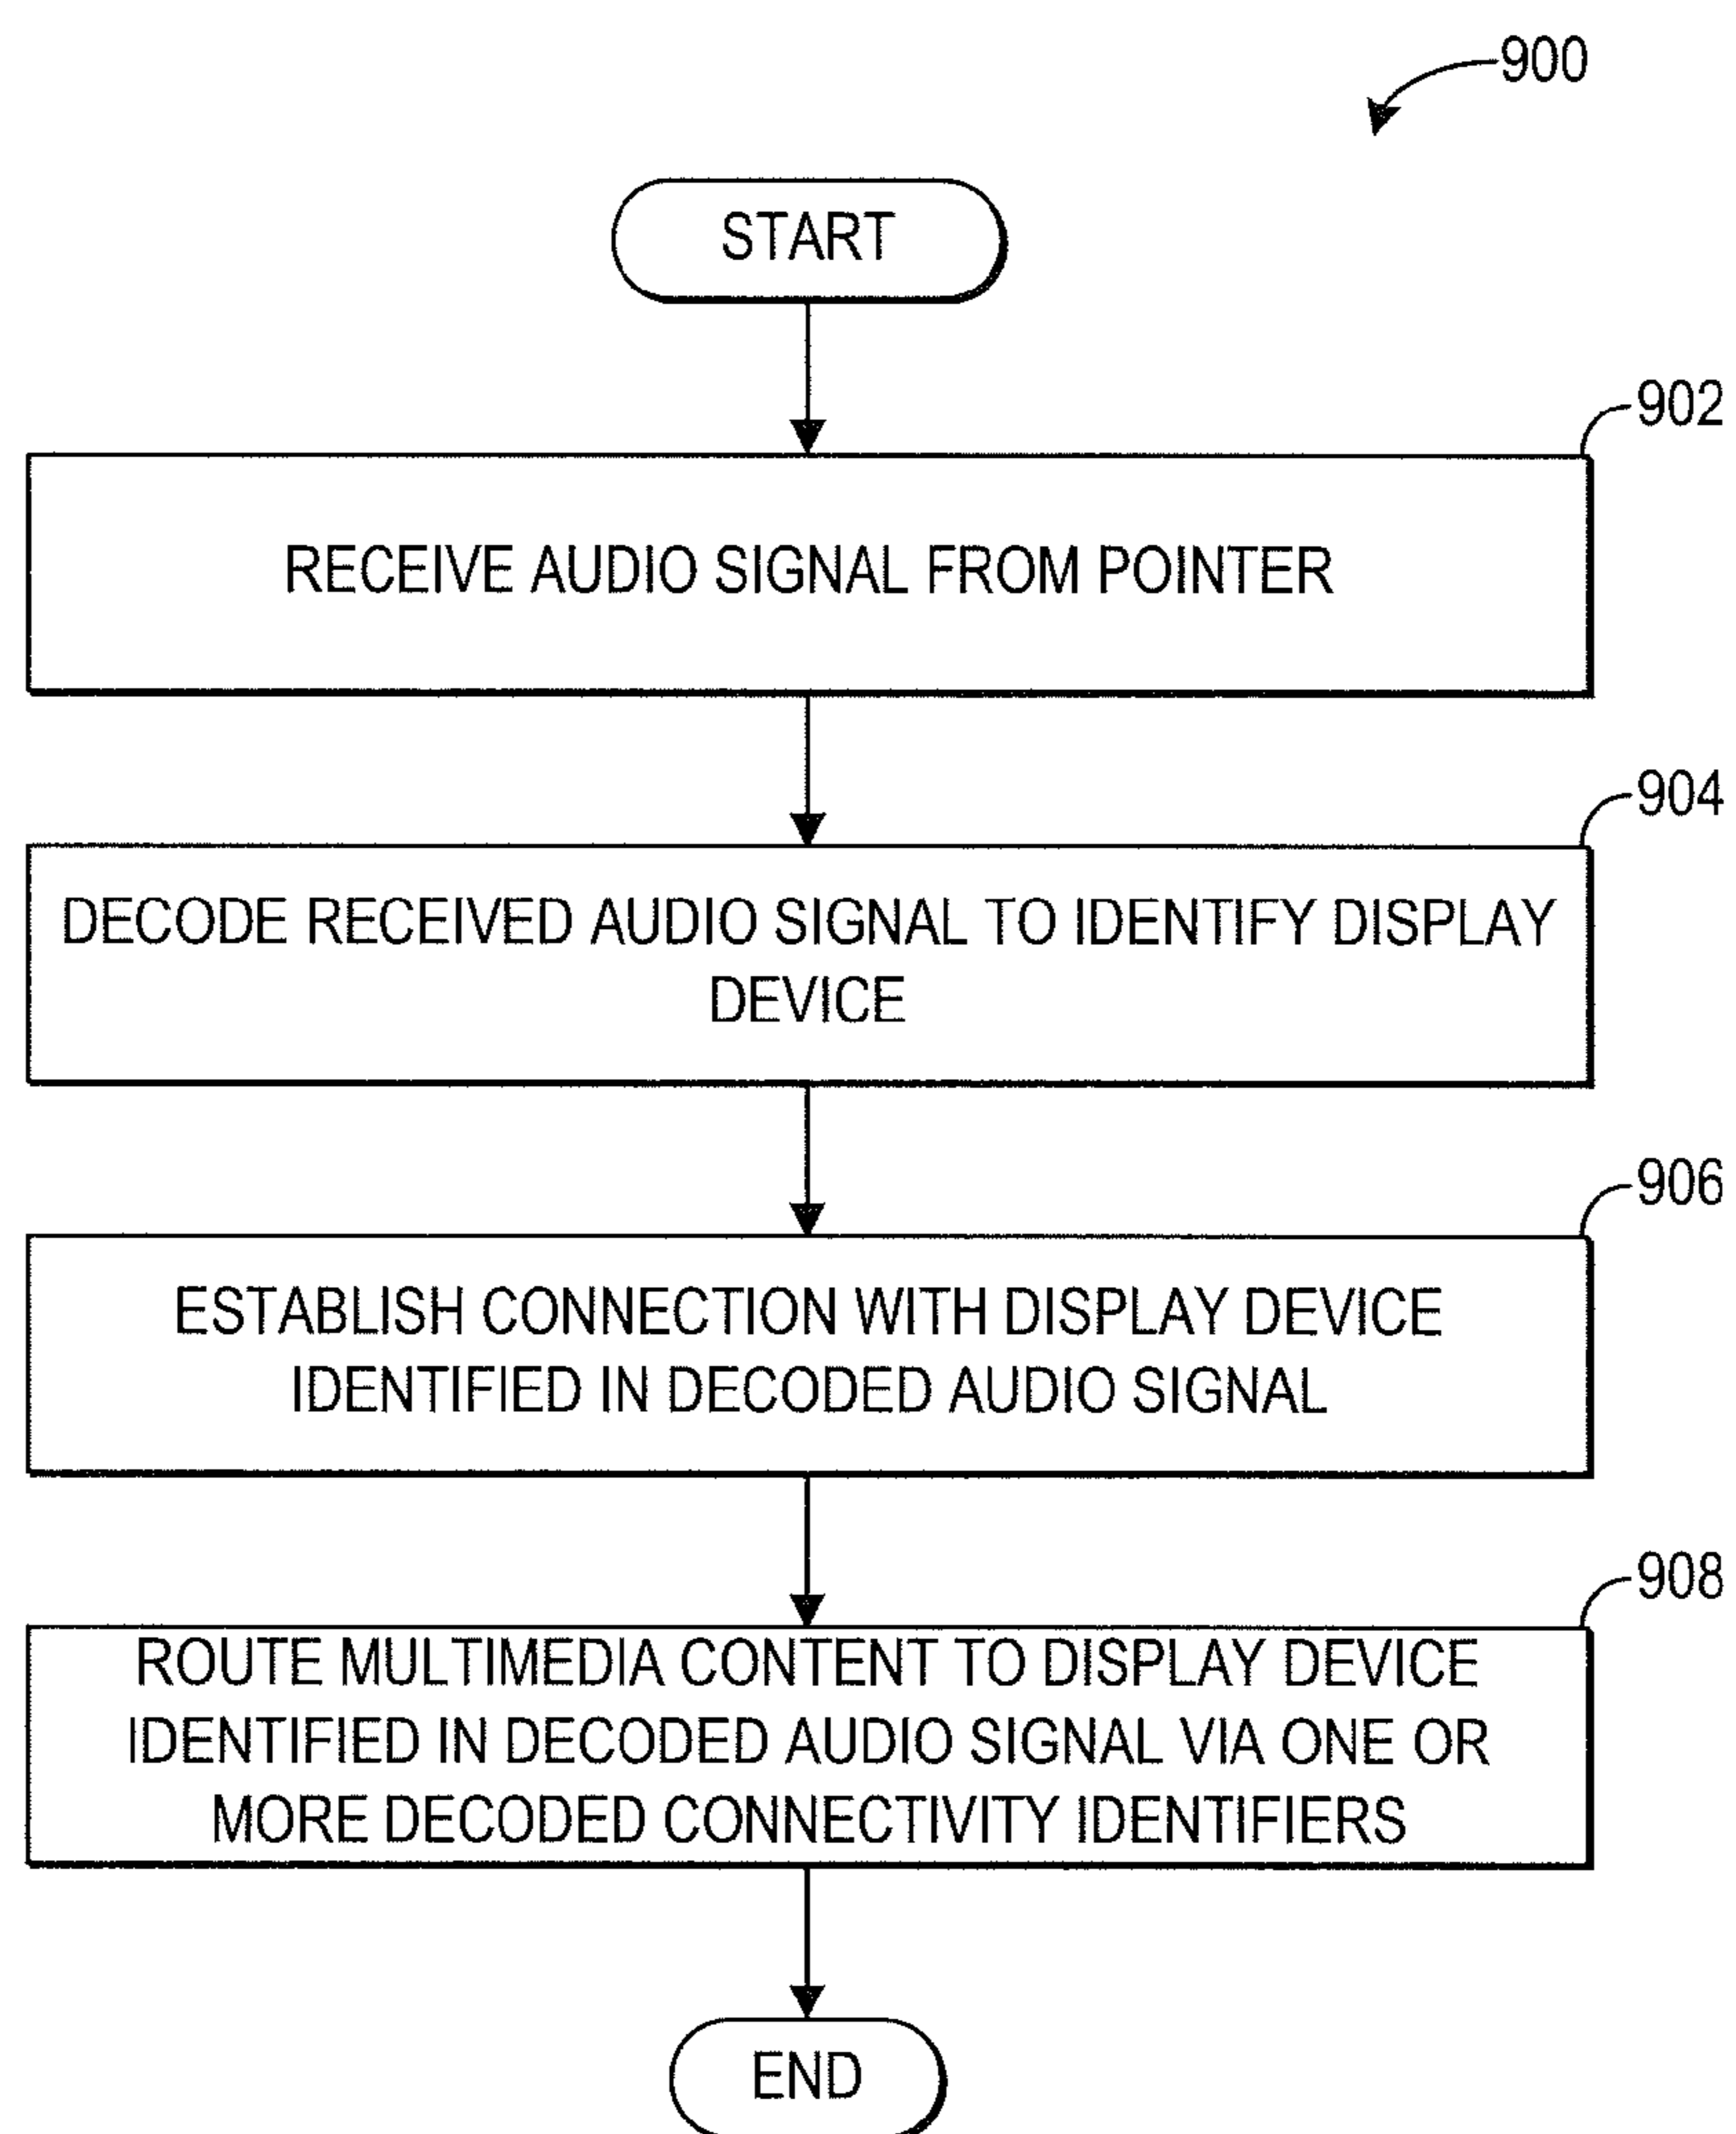 900
START
902
RECEIVE AUDIO SIGNAL FROM POINTER
904
DECODE RECEIVED AUDIO SIGNAL TO IDENTIFY DISPLAY
DEVICE
906
ESTABLISH CONNECTION WITH DISPLAY DEVICE
IDENTIFIED IN DECODED AUDIO SIGNAL
908
ROUTE MULTIMEDIA CONTENT TO DISPLAY DEVICE
IDENTIFIED IN DECODED AUDIO SIGNAL VIA ONE OR
MORE DECODED CONNECTIVITY IDENTIFIERS
END